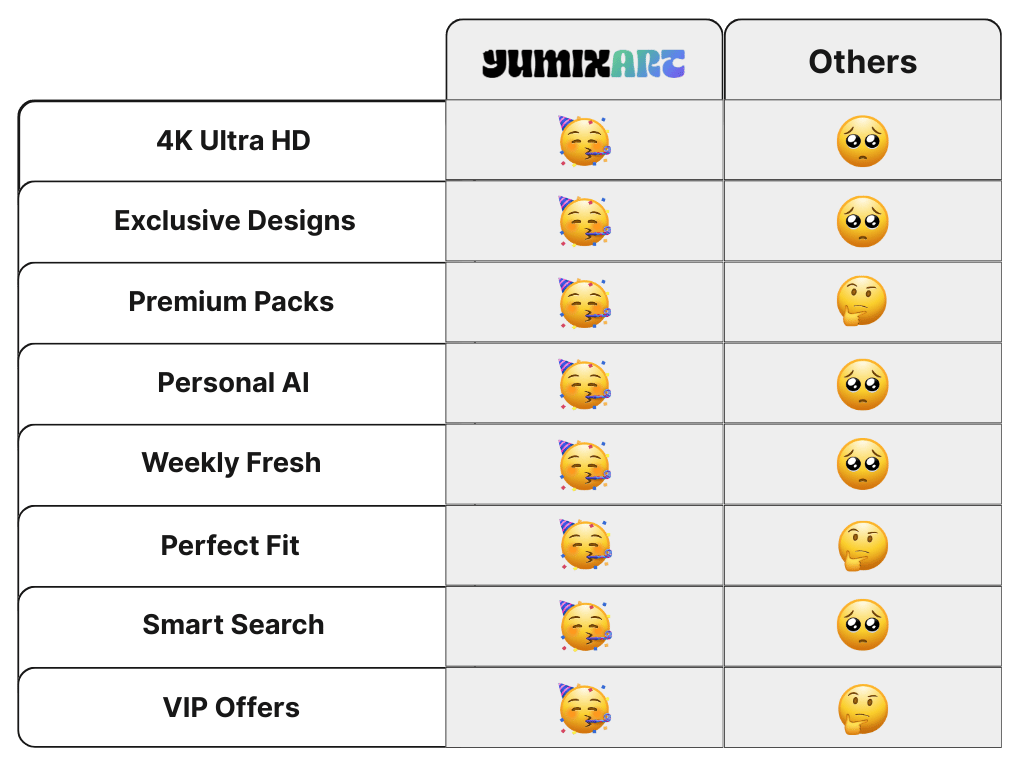 YUMIXART
Others
4K Ultra HD
Exclusive Designs
Premium Packs
Personal AI
Weekly Fresh
Perfect Fit
Smart Search
VIP Offers